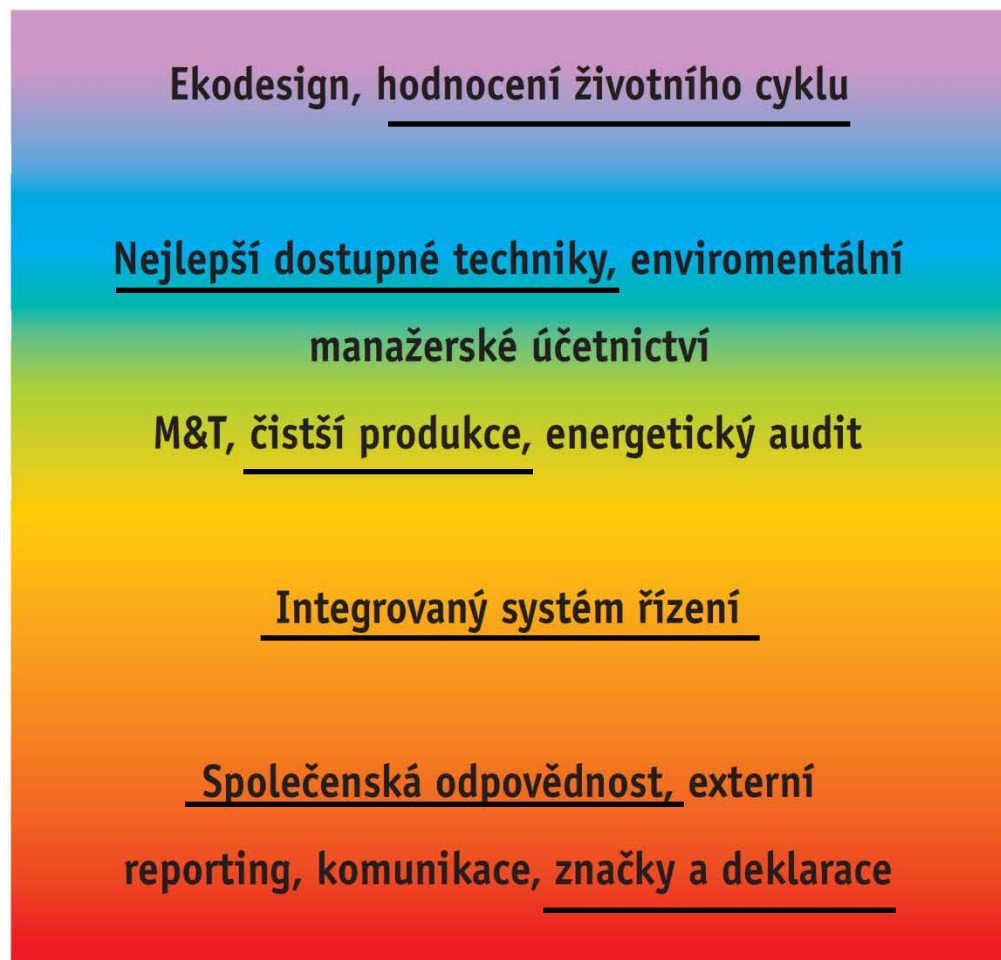 Ekodesign, hodnocení životního cyklu
Nejlepší dostupné techniky, enviromentální
manažerské účetnictví
M&T, čistší produkce, energetický audit
Integrovaný systém řízení
Společenská odpovědnost, externí
reporting, komunikace, značky a deklarace